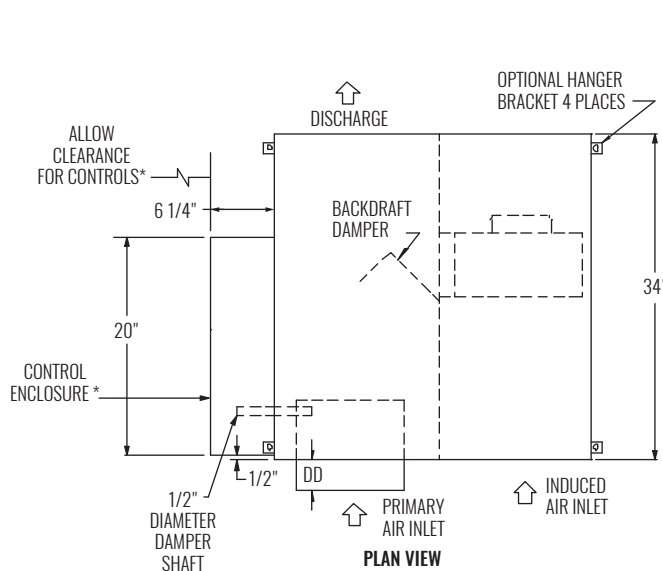 OPTIONAL HANGER
BRACKET 4 PLACES
DISCHARGE
ALLOW
CLEARANCE
FOR CONTROLS*
6 1/4"
BACKDRAFT
DAMPER
34"
20"
CONTROL
ENCLOSURE *
1/2"
DD
1/2"
DIAMETER
DAMPER
SHAFT
PRIMARY
AIR INLET
INDUCED
AIR INLET
PLAN VIEW